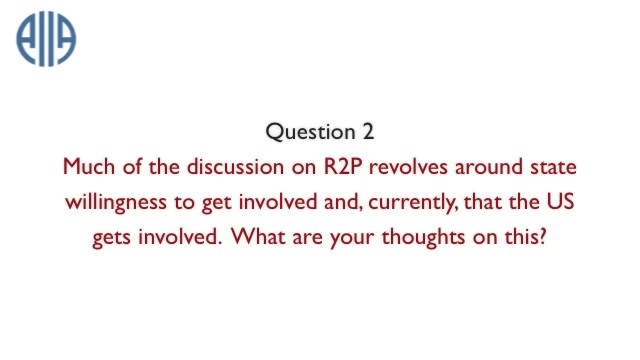 AIIA
Question 2
Much of the discussion on R2P revolves around state
willingness to get involved and, currently, that the US
gets involved. What are your thoughts on this?